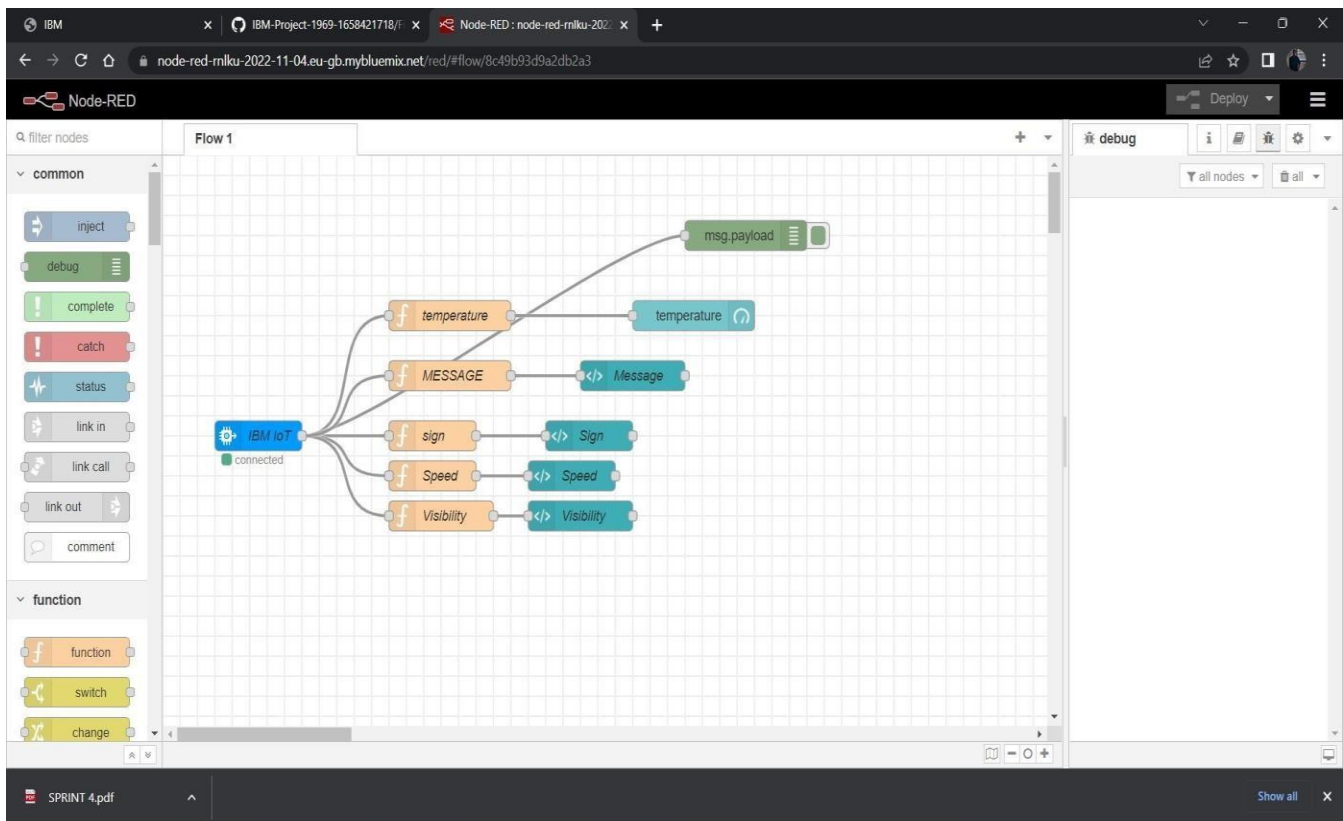 IBM
IBM-Project-1969-1658421718/F
Node-RED : node-red-rnlku-2022
node-red-rnlku-2022-11-04.eu-gb.mybluemix.net/red/#flow/8c49b93d9a2db2a3
Node-RED
Deploy
filter nodes
Flow 1
debug
i
all nodes
all
common
inject
debug
complete
catch
status
link in
link call
link out
comment
function
function
switch
change
msg.payload
temperature
temperature
MESSAGE
</> Message
IBM IoT
connected
sign
</> Sign
Speed
</> Speed
Visibility
</> Visibility
SPRINT 4.pdf
Show all